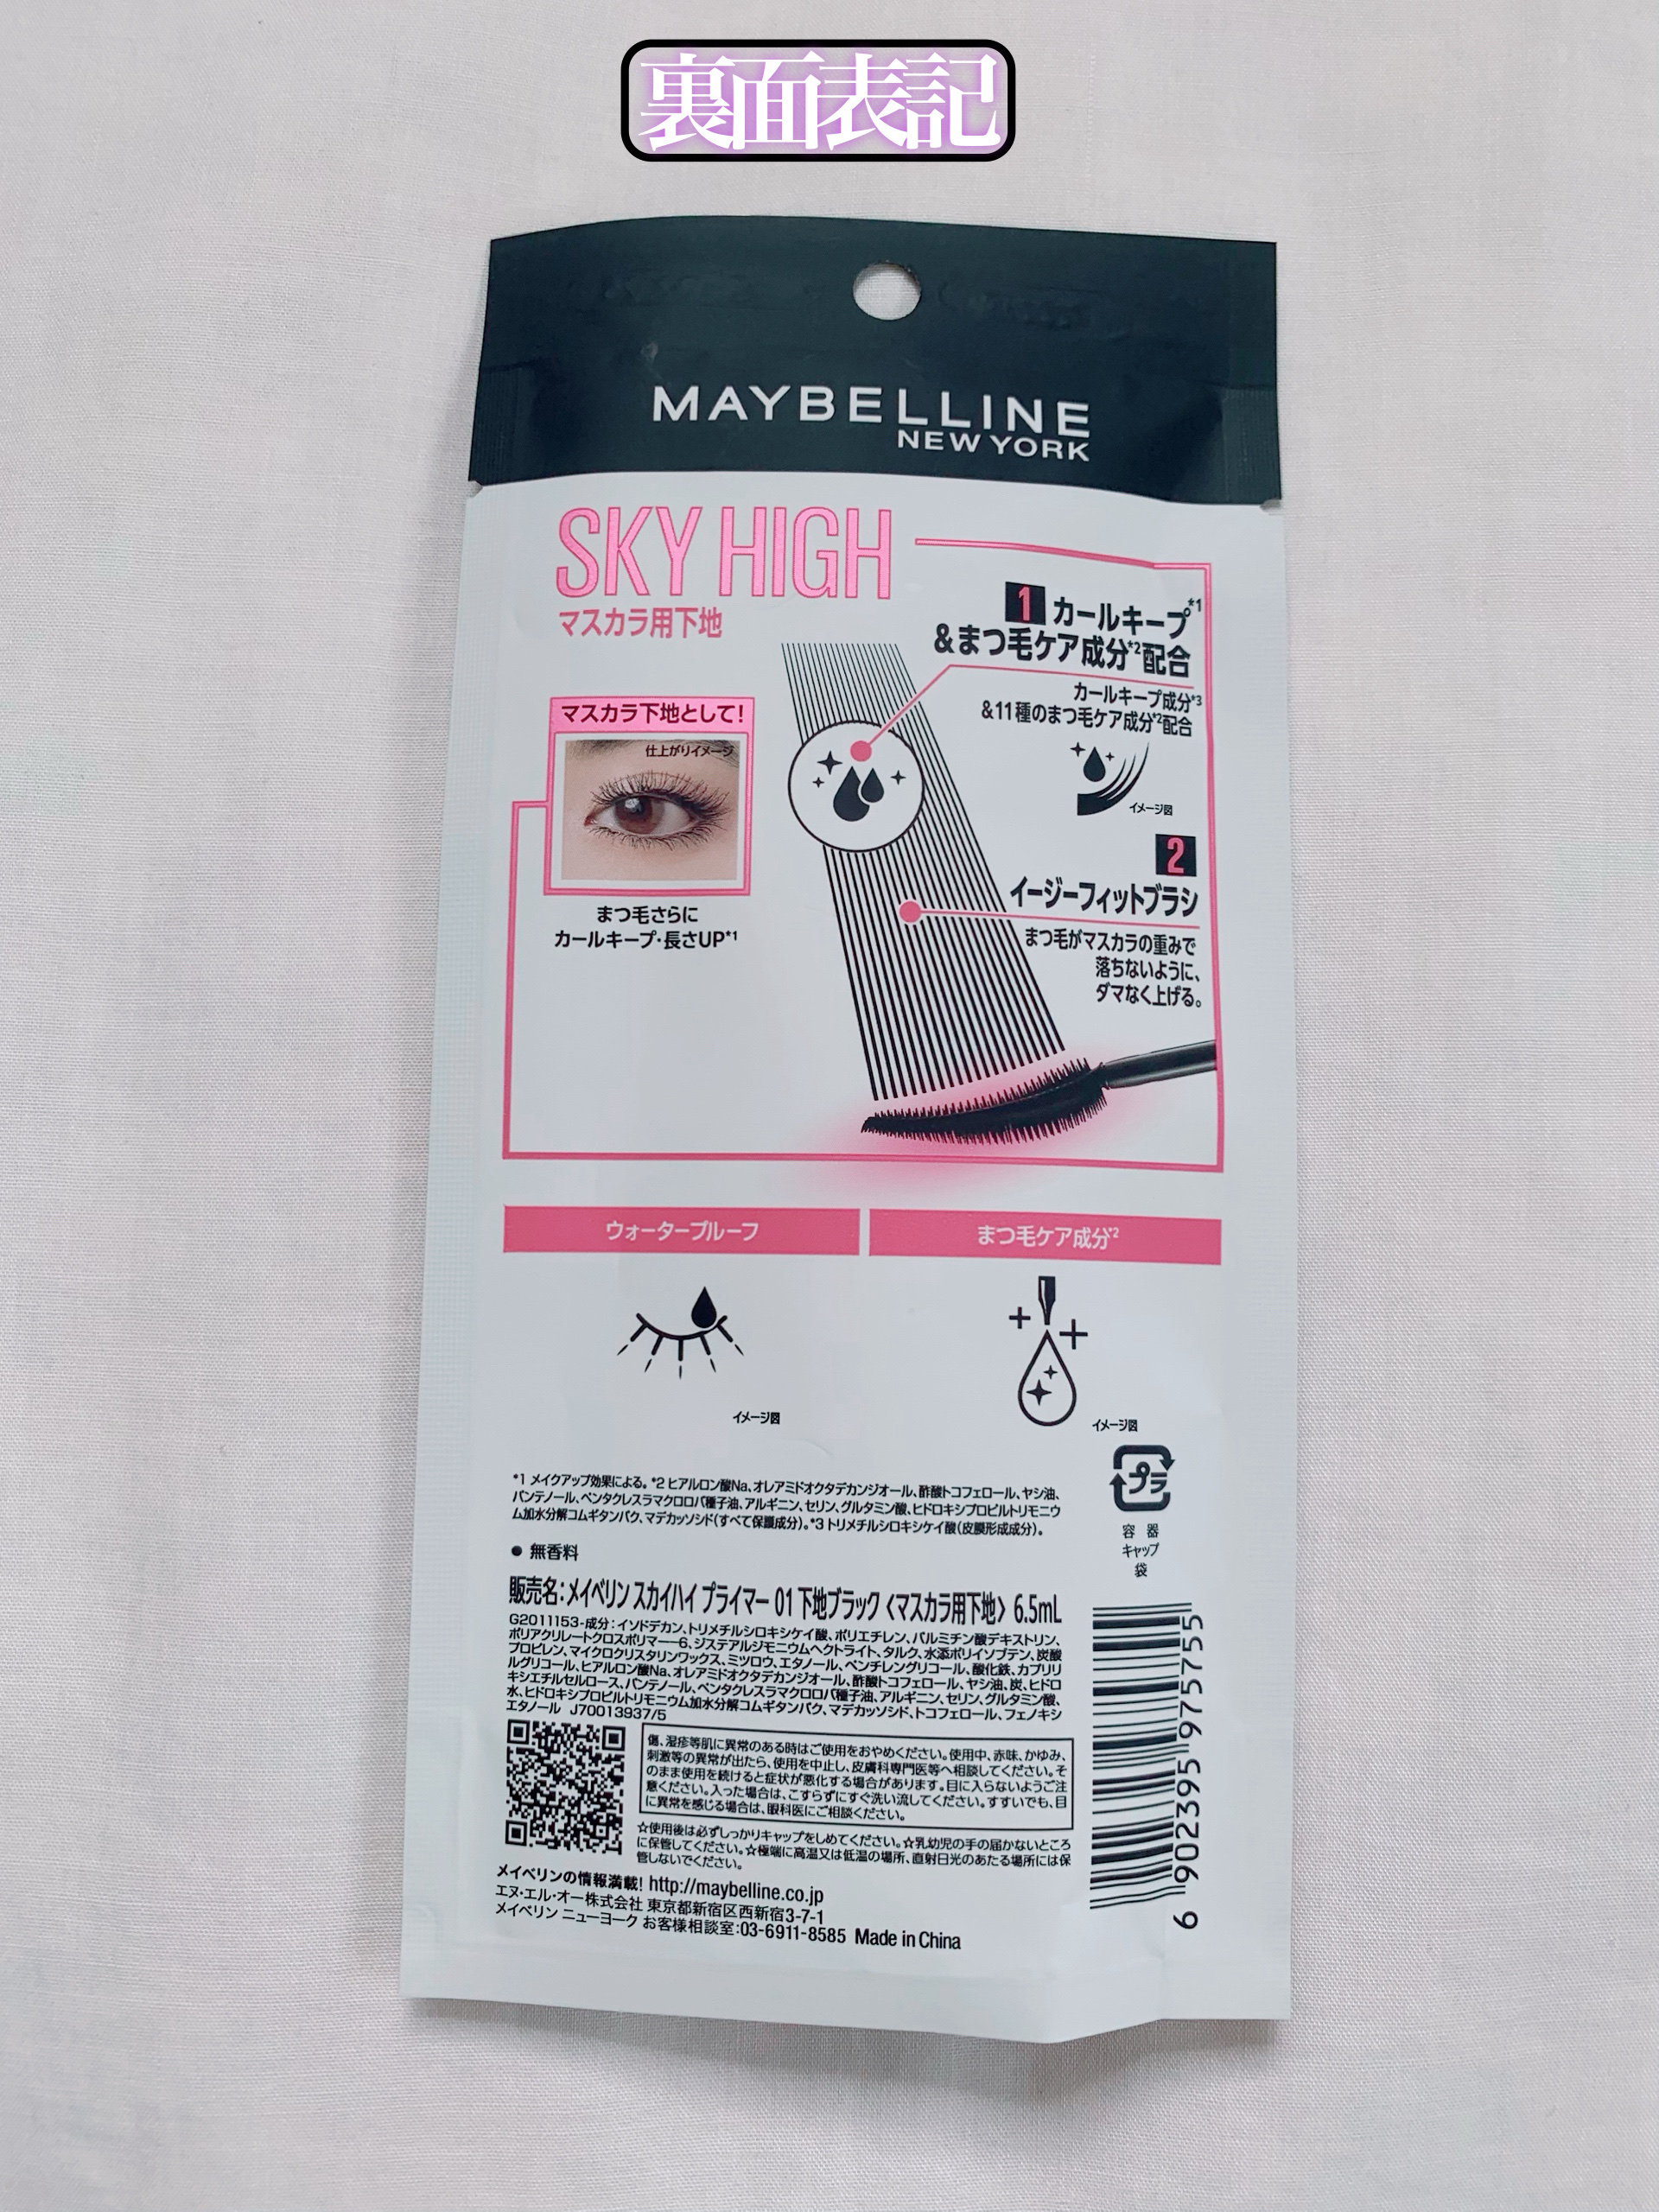 裏面表記
MAYBELLINE
NEW YORK
SKY HIGH
マスカラ用下地
1 カールキープ*1
&まつ毛ケア成分*2配合
カールキープ成分*3
&11種のまつ毛ケア成分*2配合
イメージ図
マスカラ下地として!
仕上がりイメージ
まつ毛さらに
カールキープ・長さUP*1
2
イージーフィットブラシ
まつ毛がマスカラの重みで
落ちないように、
ダマなく上げる。
ウォータープルーフ
まつ毛ケア成分*2
イメージ図
イメージ図
*1 メイクアップ効果による。*2 ヒアルロン酸Na、オレアミドオクタデカンジオール、酢酸トコフェロール、ヤシ油、
パンテノール、ペンタクレスラマクロロバ種子油、アルギニン、セリン、グルタミン酸、ヒドロキシプロピルトリモニウ
ム加水分解コムギタンパク、マデカッソシド(すべて保護成分)。*3 トリメチルシロキシケイ酸(皮膜形成成分)。
プラ
容器
キャップ
袋
● 無香料
販売名:メイベリン スカイハイ プライマー 01 下地ブラック〈マスカラ用下地〉 6.5mL
G2011153-成分:イソドデカン、トリメチルシロキシケイ酸、ポリエチレン、パルミチン酸デキストリン、
ポリアクリレートクロスポリマー-6、ジステアルジモニウムヘクトライト、タルク、水添ポリイソブテン、炭酸
プロピレン、マイクロクリスタリンワックス、ミツロウ、エタノール、ペンチレングリコール、酸化鉄、カプリリ
ルグリコール、ヒアルロン酸Na、オレアミドオクタデカンジオール、酢酸トコフェロール、ヤシ油、炭、ヒドロ
キシエチルセルロース、パンテノール、ペンタクレスラマクロロバ種子油、アルギニン、セリン、グルタミン酸、
水、ヒドロキシプロピルトリモニウム加水分解コムギタンパク、マデカッソシド、トコフェロール、フェノキシ
エタノール J70013937/5
傷、湿疹等肌に異常のある時はご使用をおやめください。使用中、赤味、かゆみ、
刺激等の異常が出たら、使用を中止し、皮膚科専門医等へ相談してください。そ
のまま使用を続けると症状が悪化する場合があります。目に入らないようご注
意ください。入った場合は、こすらずにすぐ洗い流してください。すすいでも、目
に異常を感じる場合は、眼科医にご相談ください。
☆使用後は必ずしっかりキャップをしめてください。☆乳幼児の手の届かないところ
に保管してください。☆極端に高温又は低温の場所、直射日光のあたる場所には保
管しないでください。
メイベリンの情報満載! http://maybelline.co.jp
エヌ・エル・オー株式会社 東京都新宿区西新宿3-7-1
メイベリン ニューヨーク お客様相談室:03-6911-8585 Made in China
6 902395 975755